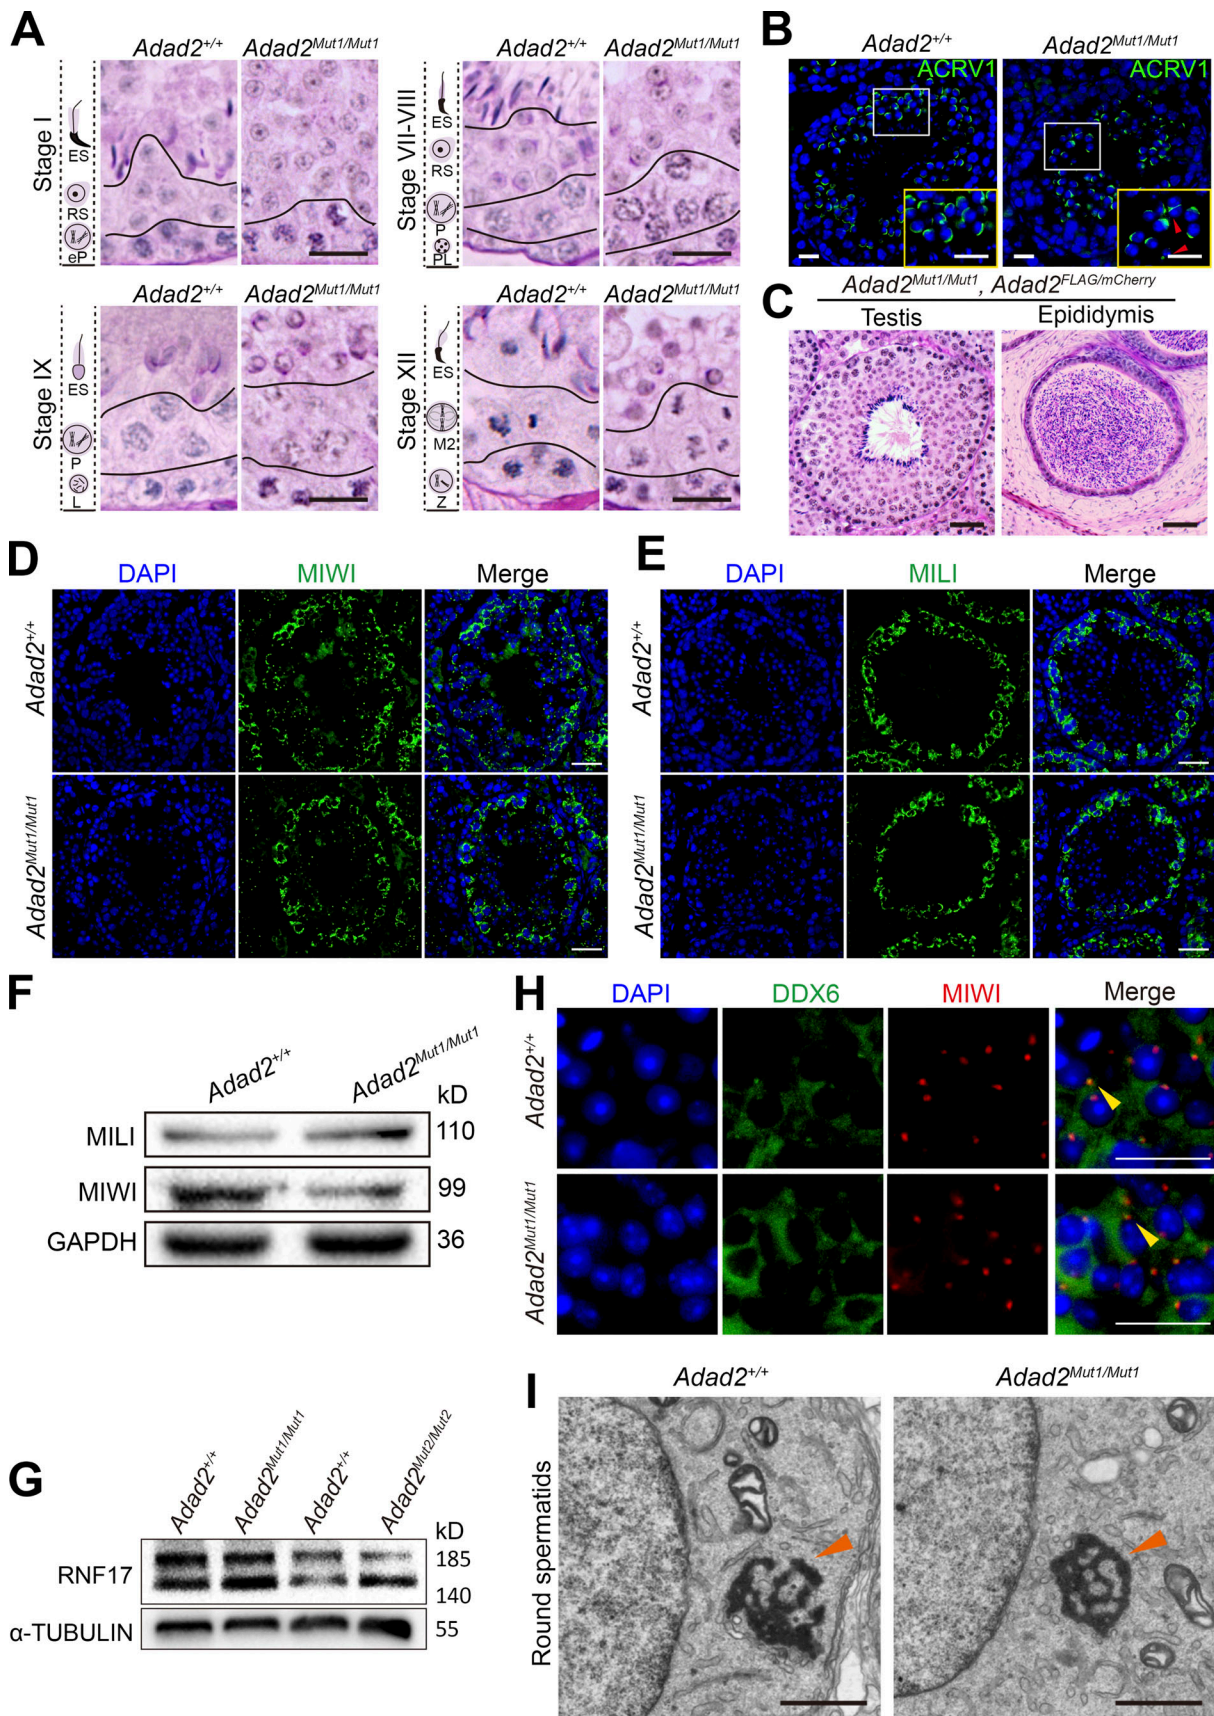 A
Adad2+/+
Adad2Mut1/Mut1
Adad2+/+
Adad2Mut1/Mut1
Stage I
ES
RS
eP
Stage VII-VIII
ES
RS
P
PL
Adad2+/+
Adad2Mut1/Mut1
Adad2+/+
Adad2Mut1/Mut1
Stage IX
ES
P
L
Stage XII
ES
M2
Z
B
Adad2+/+
Adad2Mut1/Mut1
ACRV1
ACRV1
C
Adad2Mut1/Mut1, Adad2FLAG/mCherry
Testis
Epididymis
D
DAPI
MIWI
Merge
Adad2+/+
Adad2Mut1/Mut1
E
DAPI
MILI
Merge
Adad2+/+
Adad2Mut1/Mut1
F
Adad2+/+
Adad2Mut1/Mut1
kD
MILI
110
MIWI
99
GAPDH
36
G
Adad2+/+
Adad2Mut1/Mut1
Adad2+/+
Adad2Mut2/Mut2
kD
RNF17
185
140
α-TUBULIN
55
H
DAPI
DDX6
MIWI
Merge
Adad2+/+
Adad2Mut1/Mut1
I
Adad2+/+
Adad2Mut1/Mut1
Round spermatids